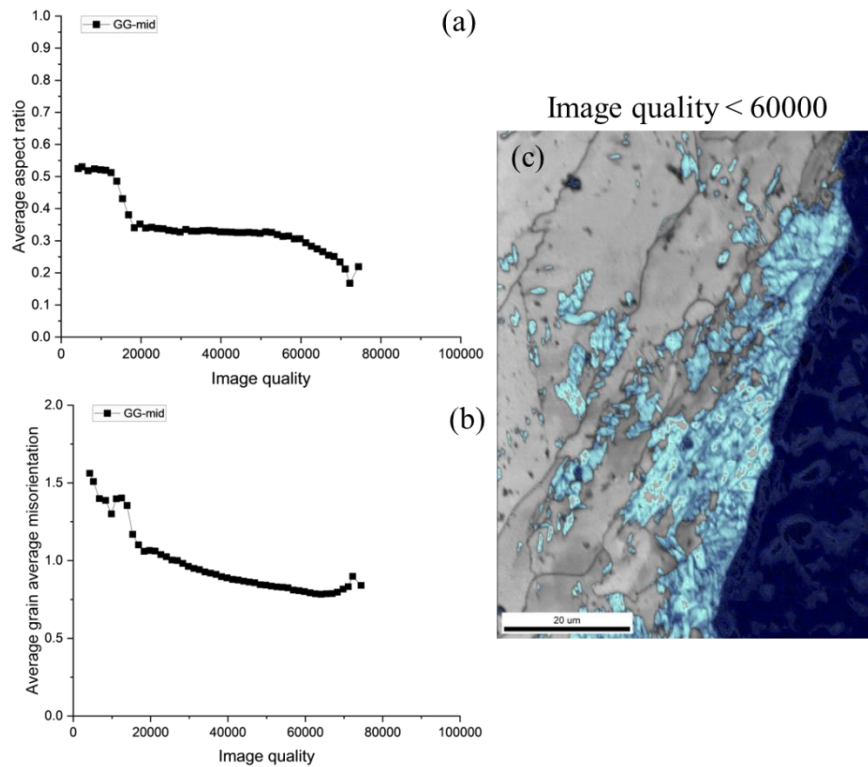 (a)
GG-mid
1.0
0.9
0.8
0.7
0.6
0.5
0.4
0.3
0.2
0.1
0.0
Average aspect ratio
0 20000 40000 60000 80000 100000
Image quality
(b)
GG-mid
2.0
1.5
1.0
0.5
0.0
Average grain average misorientation
0 20000 40000 60000 80000 100000
Image quality
Image quality < 60000
(c)
20 um